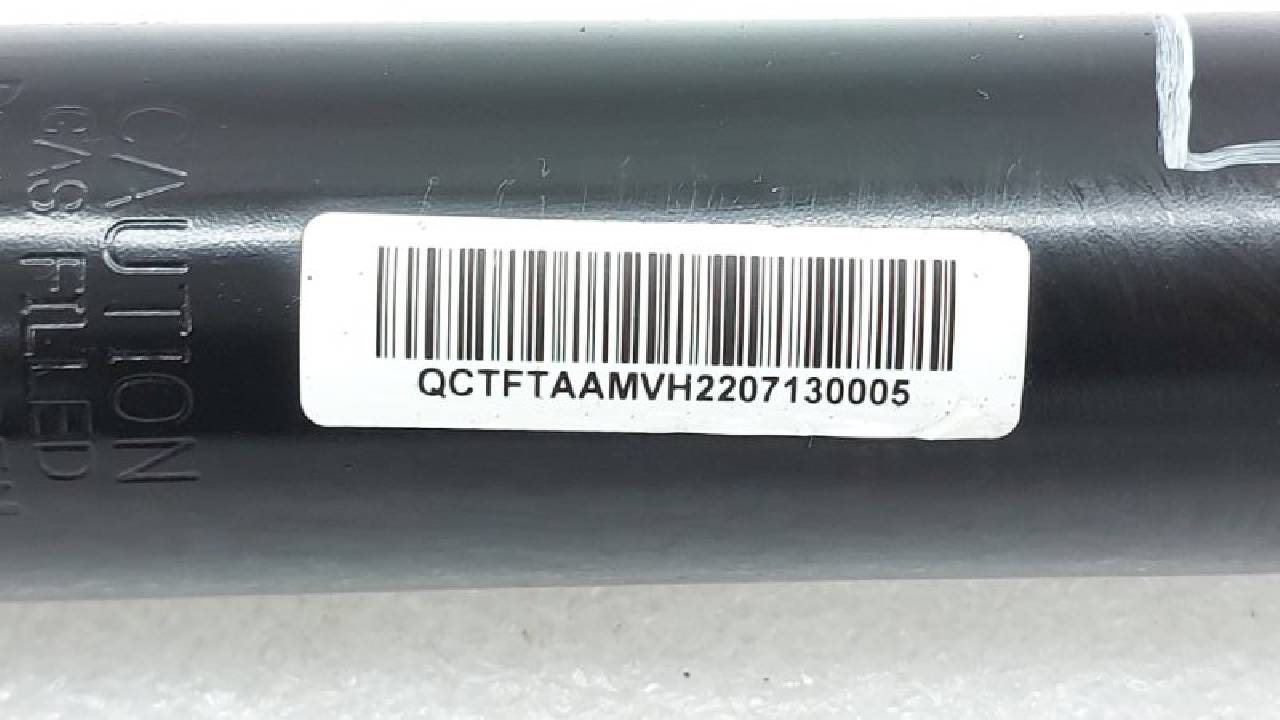 CAUTION
GAS FILLED
QCTFTAAMVH2207130005